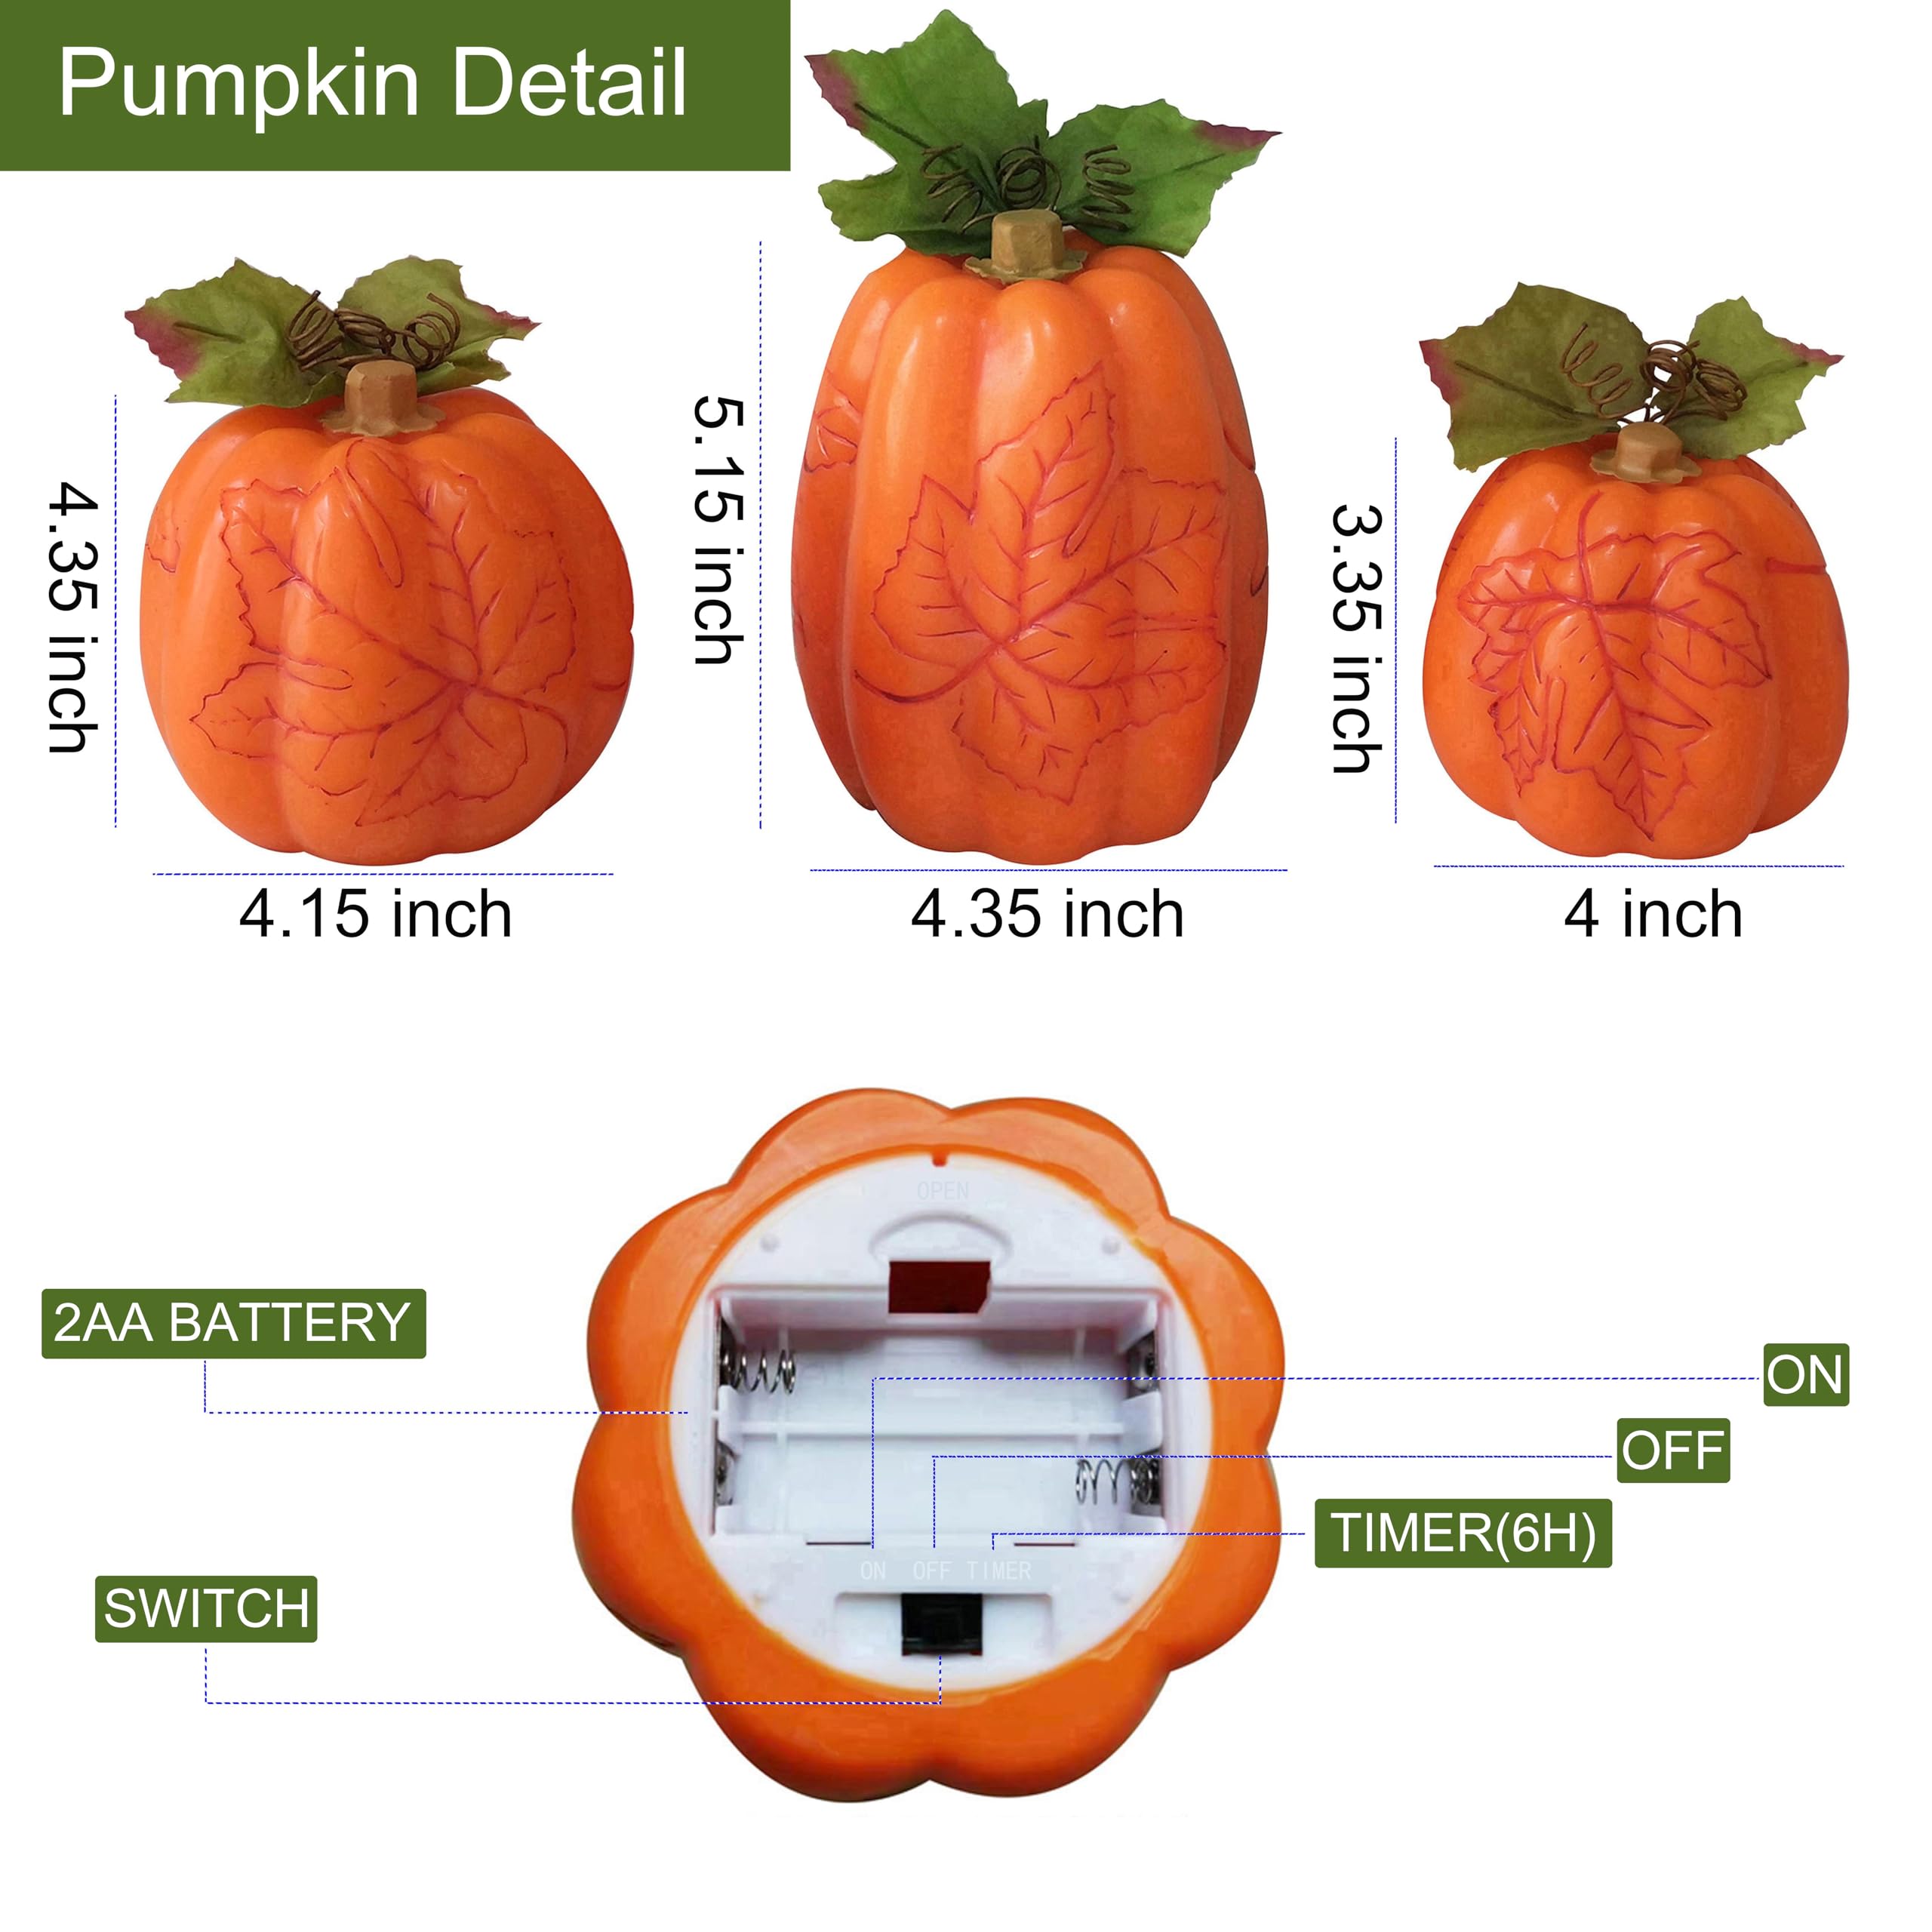 Pumpkin Detail
4.35 inch
4.15 inch
5.15 inch
4.35 inch
3.35 inch
4 inch
OPEN
2AA BATTERY
ON
OFF
TIMER(6H)
ON OFF TIMER
SWITCH